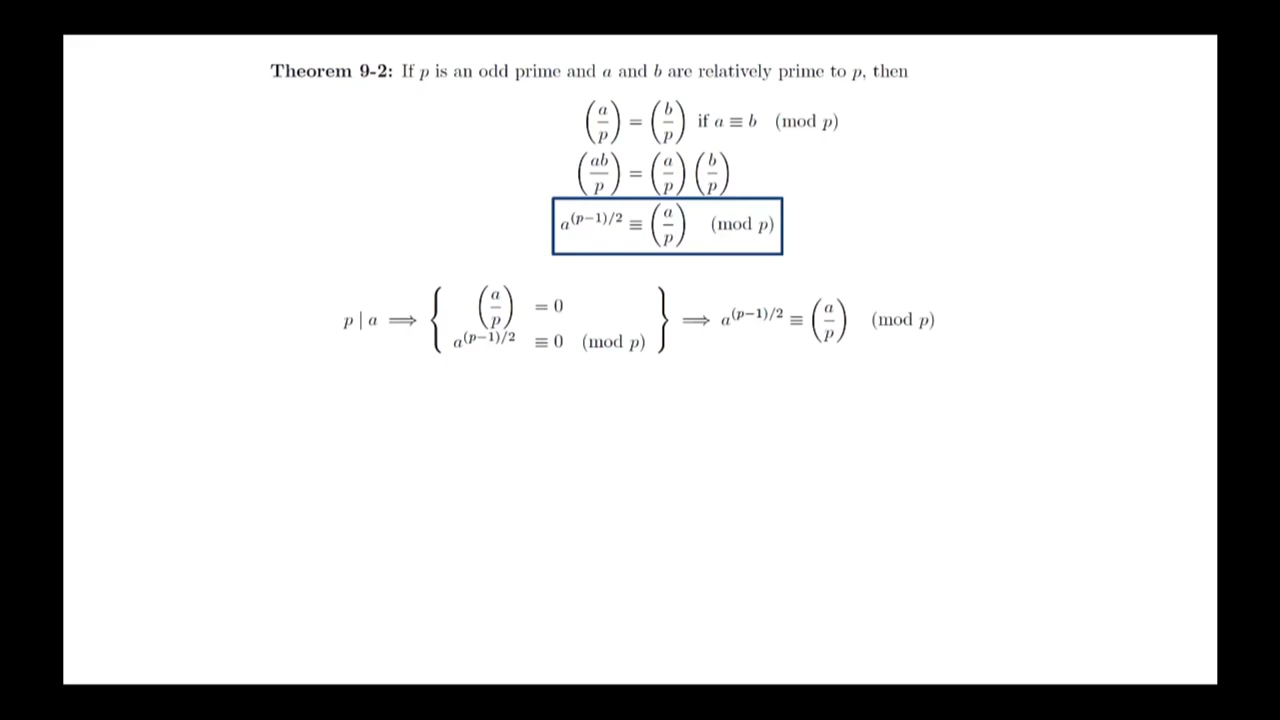 Theorem 9-2: If p is an odd prime and a and b are relatively prime to p, then
(a/p) = (b/p) if a ≡ b (mod p)
(ab/p) = (a/p)(b/p)
a^{(p−1)/2} ≡ (a/p) (mod p)
p | a ⟹ { (a/p) = 0
a^{(p−1)/2} ≡ 0 (mod p) } ⟹ a^{(p−1)/2} ≡ (a/p) (mod p)